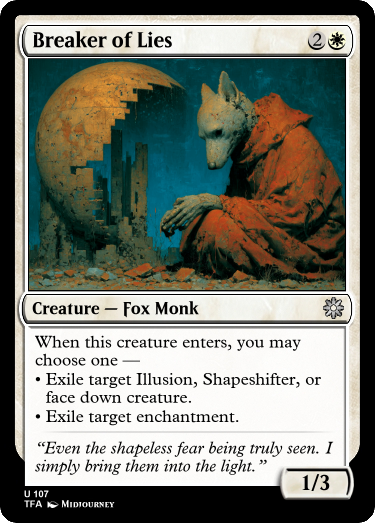 Breaker of Lies 2
Creature — Fox Monk
When this creature enters, you may
choose one —
• Exile target Illusion, Shapeshifter, or
face down creature.
• Exile target enchantment.
“Even the shapeless fear being truly seen. I
simply bring them into the light.”
1/3
U 107
TFA Midjourney